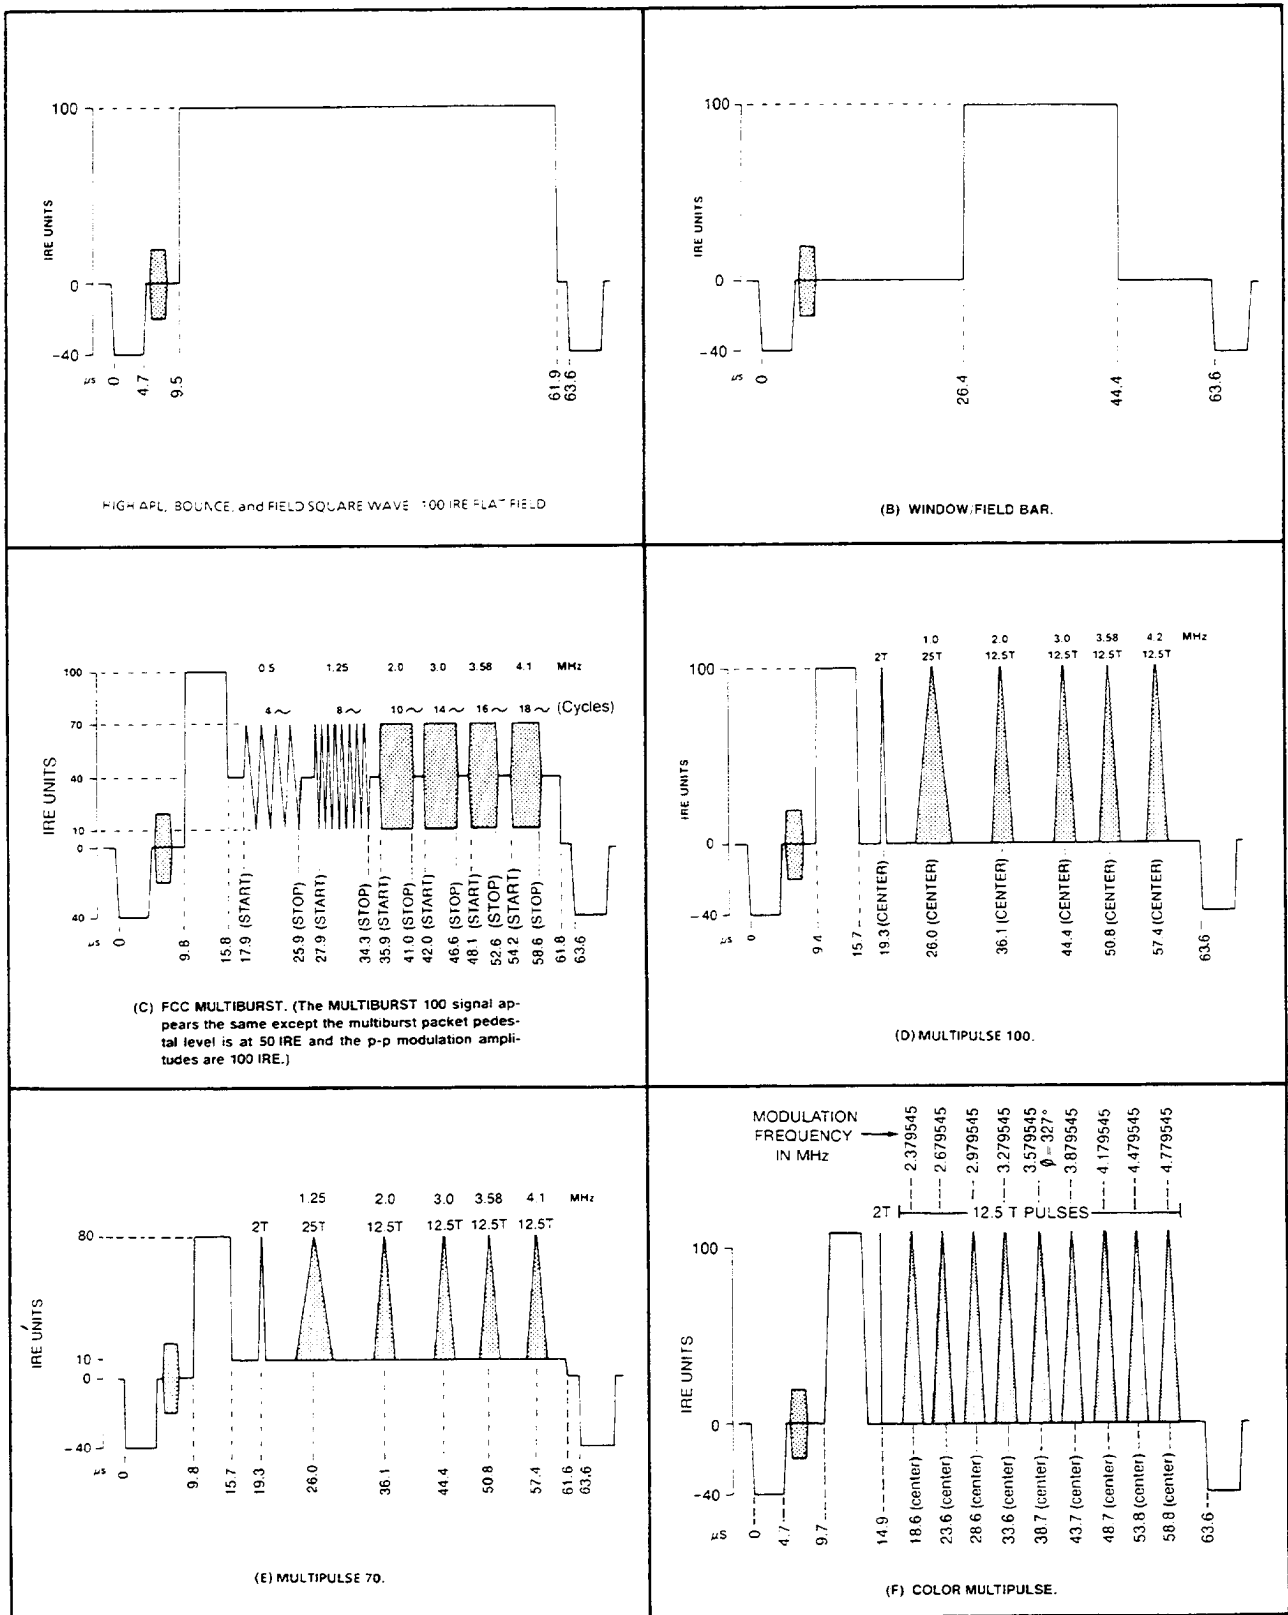 100
IRE UNITS
0
-40
μs 0 4.7 9.5 61.9 63.6
HIGH APL, BOUNCE, and FIELD SQUARE WAVE 100 IRE FLAT FIELD
100
IRE UNITS
0
-40
μs 0 26.4 44.4 63.6
(B) WINDOW/FIELD BAR.
0.5 1.25 2.0 3.0 3.58 4.1 MHz
100
4~ 8~ 10~ 14~ 16~ 18~ (Cycles)
70
IRE UNITS
40
10
0
40
μs 0 9.8 15.8 17.9 (START) 25.9 (STOP) 27.9 (START) 34.3 (STOP) 35.9 (START) 41.0 (STOP) 42.0 (START) 46.6 (STOP) 48.1 (START) 52.6 (STOP) 54.2 (START) 58.6 (STOP) 61.8 63.6
(C) FCC MULTIBURST. (The MULTIBURST 100 signal ap-
pears the same except the multiburst packet pedes-
tal level is at 50 IRE and the p-p modulation ampli-
tudes are 100 IRE.)
1.0 2.0 3.0 3.58 4.2 MHz
2T 25T 12.5T 12.5T 12.5T 12.5T
100
IRE UNITS
0
-40
μs 0 9.4 15.7 19.3 (CENTER) 26.0 (CENTER) 36.1 (CENTER) 44.4 (CENTER) 50.8 (CENTER) 57.4 (CENTER) 63.6
(D) MULTIPULSE 100.
1.25 2.0 3.0 3.58 4.1 MHz
2T 25T 12.5T 12.5T 12.5T 12.5T
80
IRE UNITS
10
0
-40
μs 0 9.8 15.7 19.3 26.0 36.1 44.4 50.8 57.4 61.6 63.6
(E) MULTIPULSE 70.
MODULATION
FREQUENCY
IN MHz
2.379545 2.679545 2.979545 3.279545 3.579545 ϕ = 327° 3.879545 4.179545 4.479545 4.779545
2T 12.5 T PULSES
100
IRE UNITS
0
-40
μS 0 4.7 9.7 14.9 18.6 (center) 23.6 (center) 28.6 (center) 33.6 (center) 38.7 (center) 43.7 (center) 48.7 (center) 53.8 (center) 58.8 (center) 63.6
(F) COLOR MULTIPULSE.